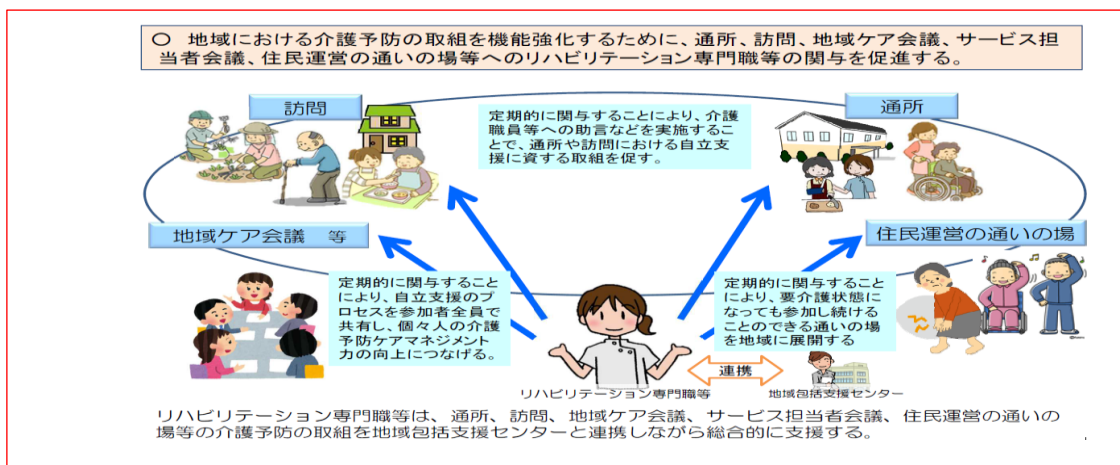 ○ 地域における介護予防の取組を機能強化するために、通所、訪問、地域ケア会議、サービス担
当者会議、住民運営の通いの場等へのリハビリテーション専門職等の関与を促進する。
訪問
定期的に関与することにより、介護
職員等への助言などを実施するこ
とで、通所や訪問における自立支
援に資する取組を促す。
通所
地域ケア会議 等
住民運営の通いの場
定期的に関与すること
により、自立支援のプ
ロセスを参加者全員で
共有し、個々人の介護
予防ケアマネジメント
力の向上につなげる。
定期的に関与すること
により、要介護状態に
なっても参加し続ける
ことのできる通いの場
を地域に展開する
連携
リハビリテーション専門職等
地域包括支援センター
リハビリテーション専門職等は、通所、訪問、地域ケア会議、サービス担当者会議、住民運営の通いの
場等の介護予防の取組を地域包括支援センターと連携しながら総合的に支援する。